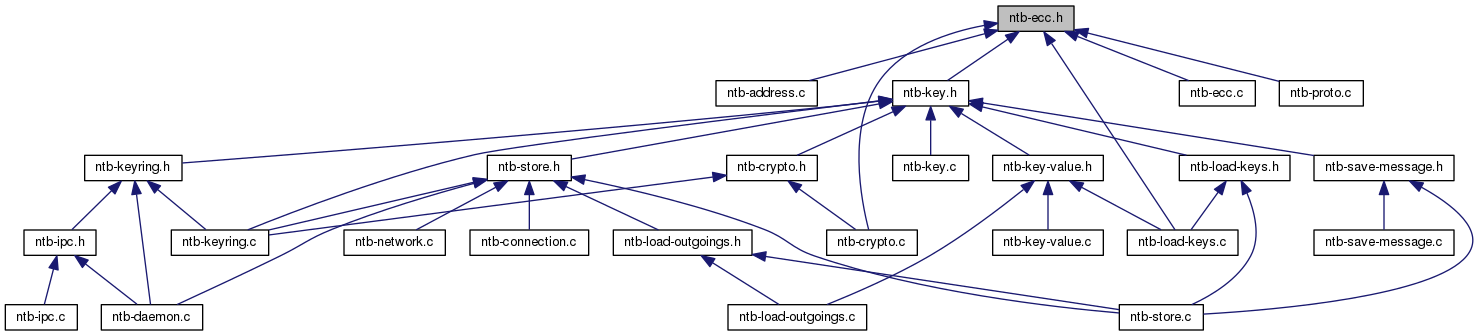 ntb-ecc.h
ntb-address.c
ntb-key.h
ntb-ecc.c
ntb-proto.c
ntb-keyring.h
ntb-store.h
ntb-crypto.h
ntb-key.c
ntb-key-value.h
ntb-load-keys.h
ntb-save-message.h
ntb-ipc.h
ntb-keyring.c
ntb-network.c
ntb-connection.c
ntb-load-outgoings.h
ntb-crypto.c
ntb-key-value.c
ntb-load-keys.c
ntb-save-message.c
ntb-ipc.c
ntb-daemon.c
ntb-load-outgoings.c
ntb-store.c